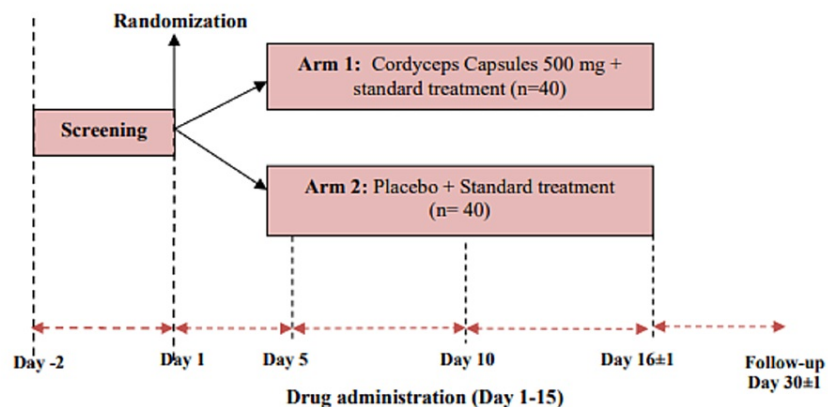 Randomization
Arm 1: Cordyceps Capsules 500 mg +
standard treatment (n=40)
Screening
Arm 2: Placebo + Standard treatment
(n= 40)
Day -2
Day 1
Day 5
Day 10
Day 16±1
Follow-up
Day 30±1
Drug administration (Day 1-15)